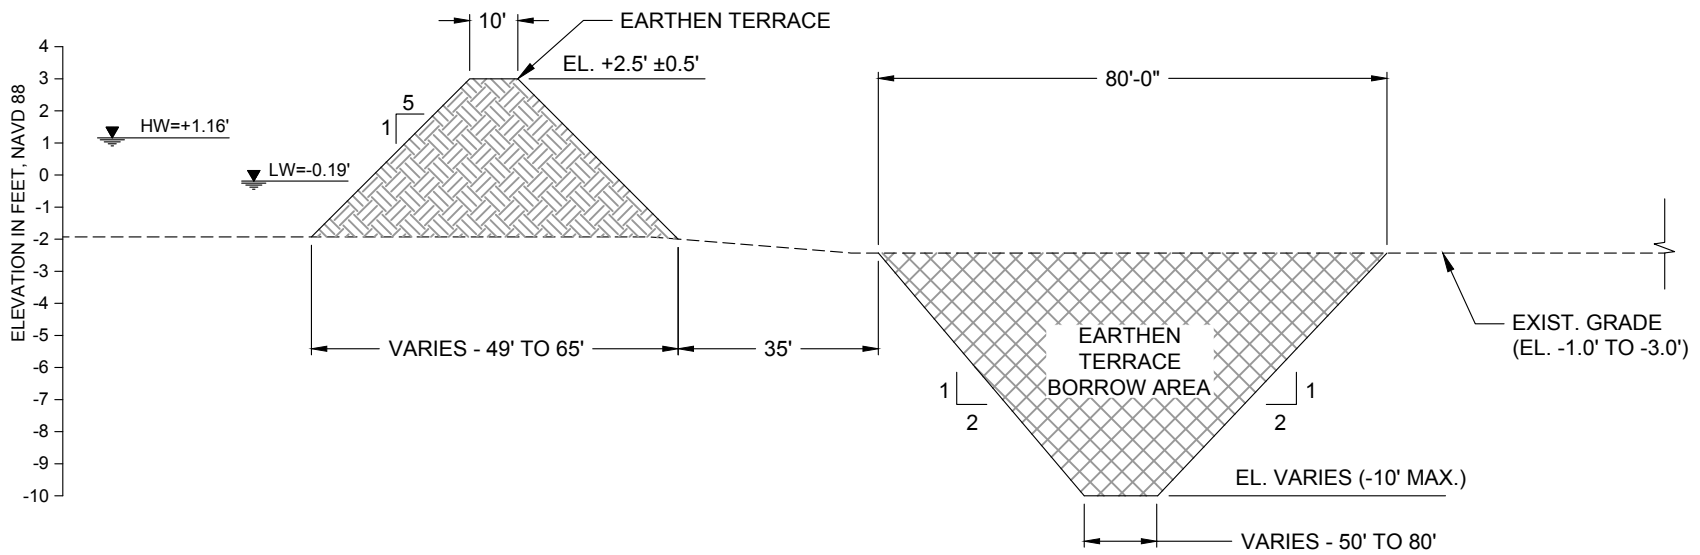 10'
EARTHEN TERRACE
EL. +2.5' ±0.5'
80'-0"
ELEVATION IN FEET, NAVD 88
4
3
2
1
0
-1
-2
-3
-4
-5
-6
-7
-8
-9
-10
HW=+1.16'
LW=-0.19'
5
1
VARIES - 49' TO 65'
35'
EARTHEN
TERRACE
BORROW AREA
1
2
1
2
EXIST. GRADE
(EL. -1.0' TO -3.0')
EL. VARIES (-10' MAX.)
VARIES - 50' TO 80'